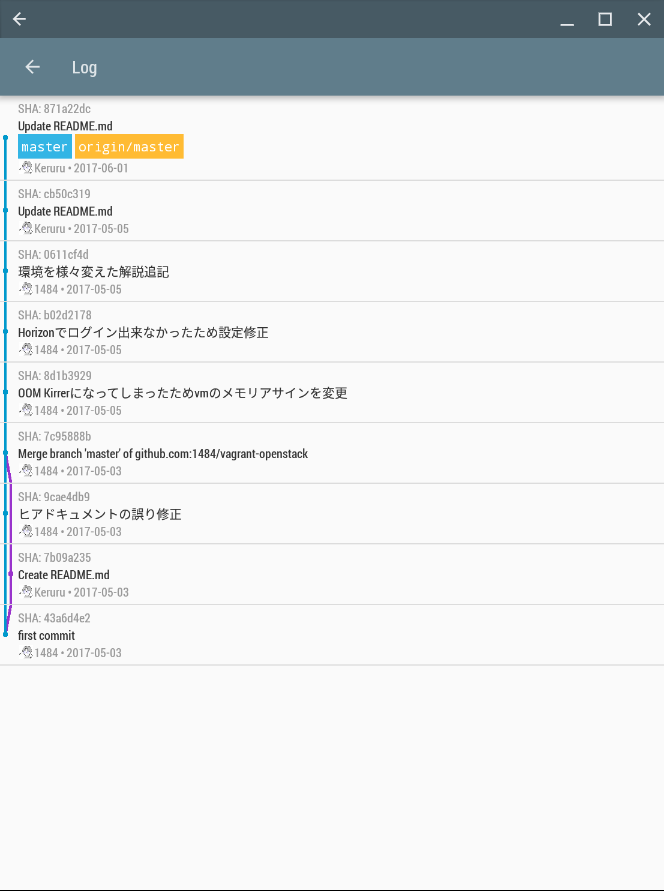 Log
SHA: 871a22dc
Update README.md
master origin/master
Keruru • 2017-06-01
SHA: cb50c319
Update README.md
Keruru • 2017-05-05
SHA: 0611cf4d
環境を様々変えた解説追記
1484 • 2017-05-05
SHA: b02d2178
Horizonでログイン出来なかったため設定修正
1484 • 2017-05-05
SHA: 8d1b3929
OOM KirrerになってしまったためvmのメモリアサインをE変更
1484 • 2017-05-05
SHA: 7c95888b
Merge branch 'master' of github.com:1484/vagrant-openstack
1484 • 2017-05-03
SHA: 9cae4db9
ヒアドキュメントの誤り修正
1484 • 2017-05-03
SHA: 7b09a235
Create README.md
Keruru • 2017-05-03
SHA: 43a6d4e2
first commit
1484 • 2017-05-03